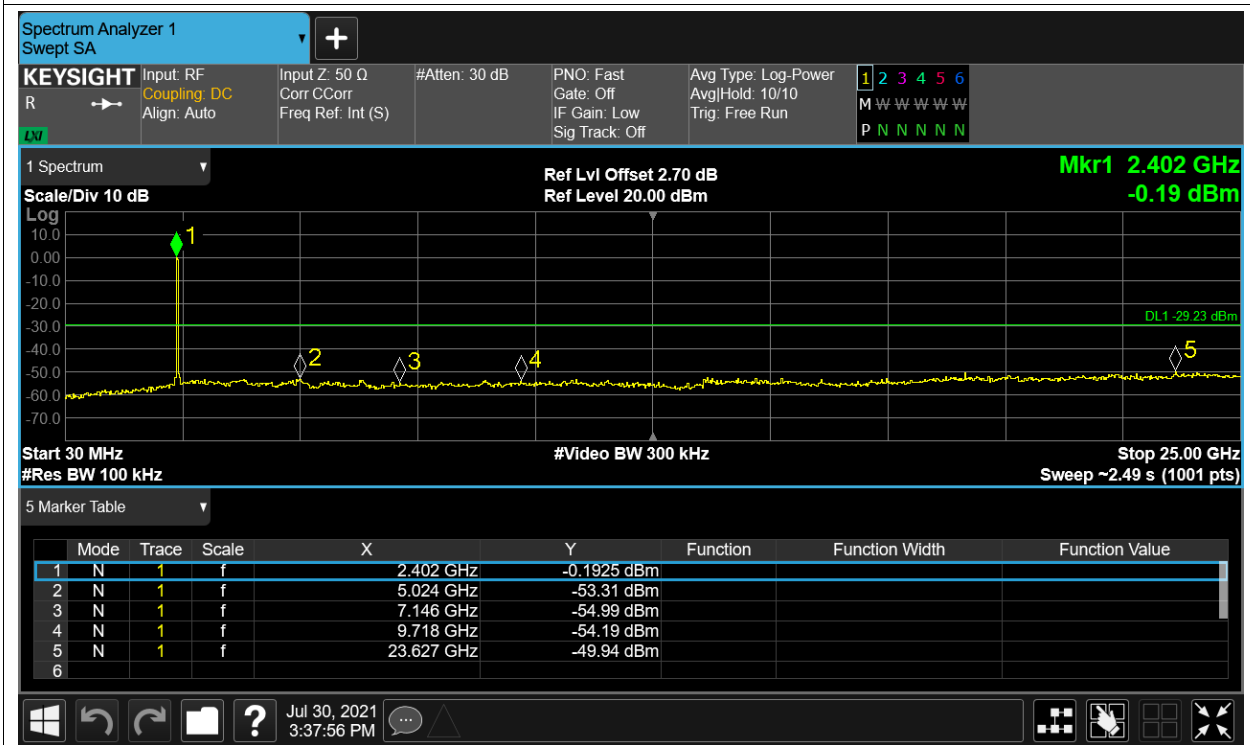 Spectrum Analyzer 1
Swept SA
+
KEYSIGHT
R
LXI
Input: RF
Coupling: DC
Align: Auto
Input Z: 50 Ω
Corr CCorr
Freq Ref: Int (S)
#Atten: 30 dB
PNO: Fast
Gate: Off
IF Gain: Low
Sig Track: Off
Avg Type: Log-Power
Avg|Hold: 10/10
Trig: Free Run
1 2 3 4 5 6
M W W W W W
P N N N N N
1 Spectrum
Scale/Div 10 dB
Ref Lvl Offset 2.70 dB
Ref Level 20.00 dBm
Mkr1 2.402 GHz
-0.19 dBm
Log
10.0
0.00
-10.0
-20.0
-30.0
-40.0
-50.0
-60.0
-70.0
1
2
3
4
5
DL1 -29.23 dBm
Start 30 MHz
#Video BW 300 kHz
Stop 25.00 GHz
#Res BW 100 kHz
Sweep ~2.49 s (1001 pts)
5 Marker Table
Mode Trace Scale X Y Function Function Width Function Value
1 N 1 f 2.402 GHz -0.1925 dBm
2 N 1 f 5.024 GHz -53.31 dBm
3 N 1 f 7.146 GHz -54.99 dBm
4 N 1 f 9.718 GHz -54.19 dBm
5 N 1 f 23.627 GHz -49.94 dBm
6
?
Jul 30, 2021
3:37:56 PM